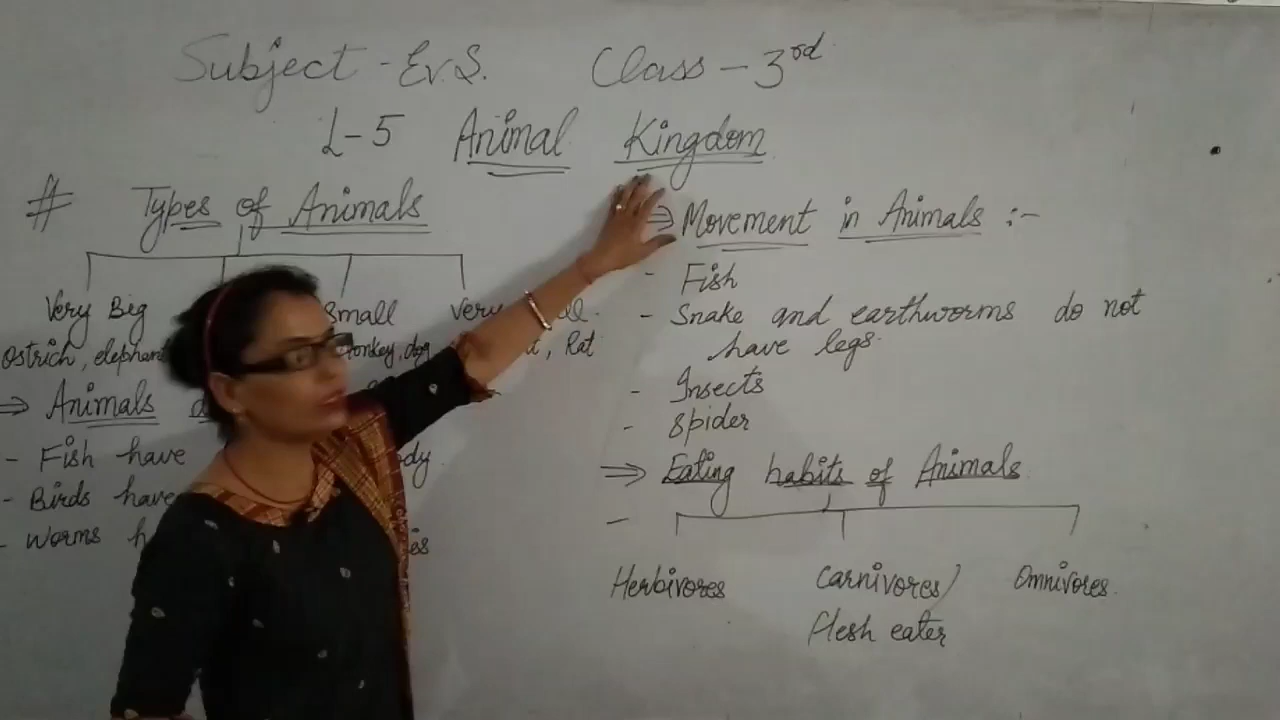 Subject - Ev.S. Class - 3rd
L-5 Animal Kingdom
# Types of Animals
Very Big Small Very
Ostrich, elephant dog Rat
⇒ Animals
- Fish have
- Birds have
- Worms
⇒ Movement in Animals :-
- Fish
- Snake and earthworms do not
have legs.
- Insects
- Spider
⇒ Eating habits of Animals
-
Herbivores Carnivores/ Omnivores.
flesh eater